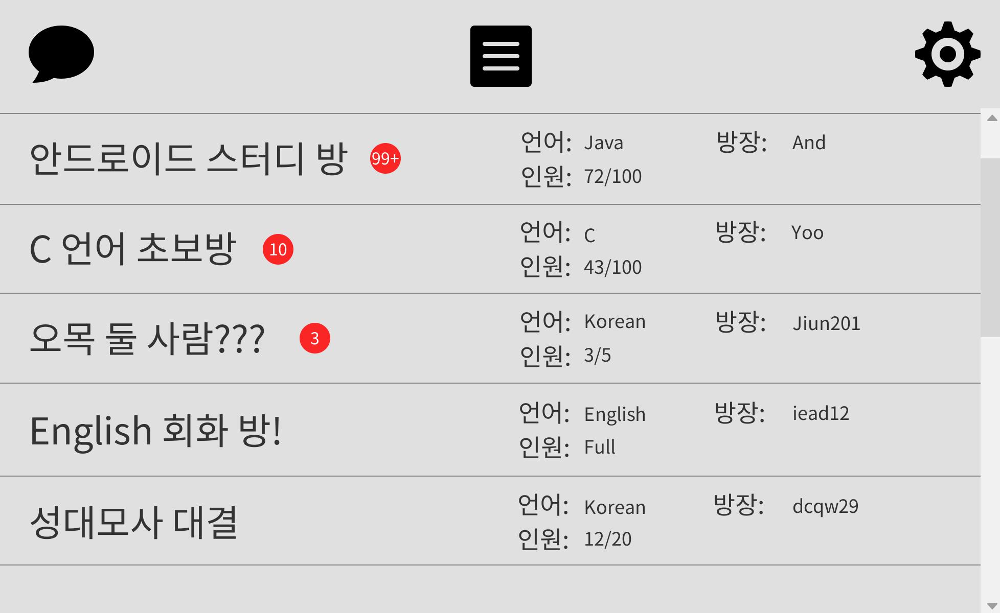 안드로이드 스터디 방 99+
언어: Java 방장: And
인원: 72/100
C 언어 초보방 10
언어: C 방장: Yoo
인원: 43/100
오목 둘 사람??? 3
언어: Korean 방장: Jiun201
인원: 3/5
English 회화 방!
언어: English 방장: iead12
인원: Full
성대모사 대결
언어: Korean 방장: dcqw29
인원: 12/20